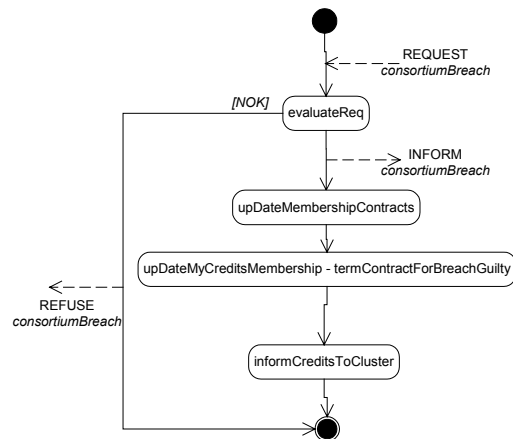 REQUEST
consortiumBreach
[NOK]
evaluateReq
INFORM
consortiumBreach
upDateMembershipContracts
upDateMyCreditsMembership - termContractForBreachGuilty
REFUSE
consortiumBreach
informCreditsToCluster